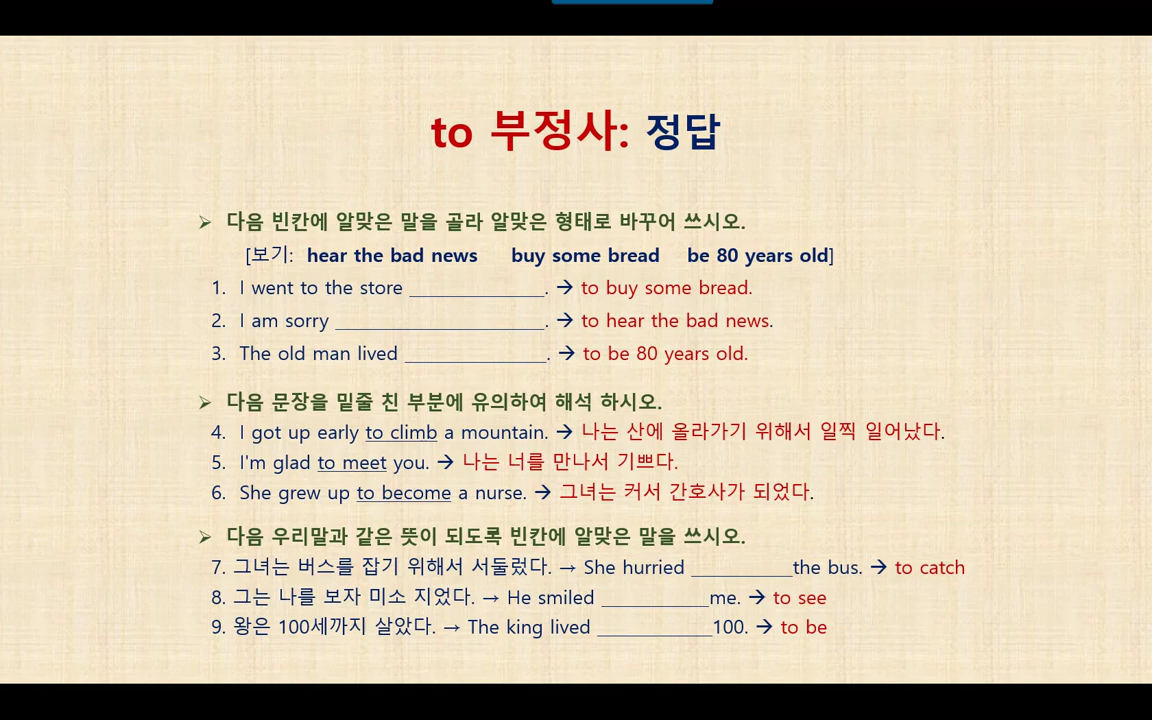 to 부정사: 정답
➢ 다음 빈칸에 알맞은 말을 골라 알맞은 형태로 바꾸어 쓰시오.
[보기: hear the bad news buy some bread be 80 years old]
1. I went to the store _____________. → to buy some bread.
2. I am sorry ____________________. → to hear the bad news.
3. The old man lived ______________. → to be 80 years old.
➢ 다음 문장을 밑줄 친 부분에 유의하여 해석 하시오.
4. I got up early to climb a mountain. → 나는 산에 올라가기 위해서 일찍 일어났다.
5. I'm glad to meet you. → 나는 너를 만나서 기쁘다.
6. She grew up to become a nurse. → 그녀는 커서 간호사가 되었다.
➢ 다음 우리말과 같은 뜻이 되도록 빈칸에 알맞은 말을 쓰시오.
7. 그녀는 버스를 잡기 위해서 서둘렀다. → She hurried __________the bus. → to catch
8. 그는 나를 보자 미소 지었다. → He smiled ___________me. → to see
9. 왕은 100세까지 살았다. → The king lived ____________100. → to be